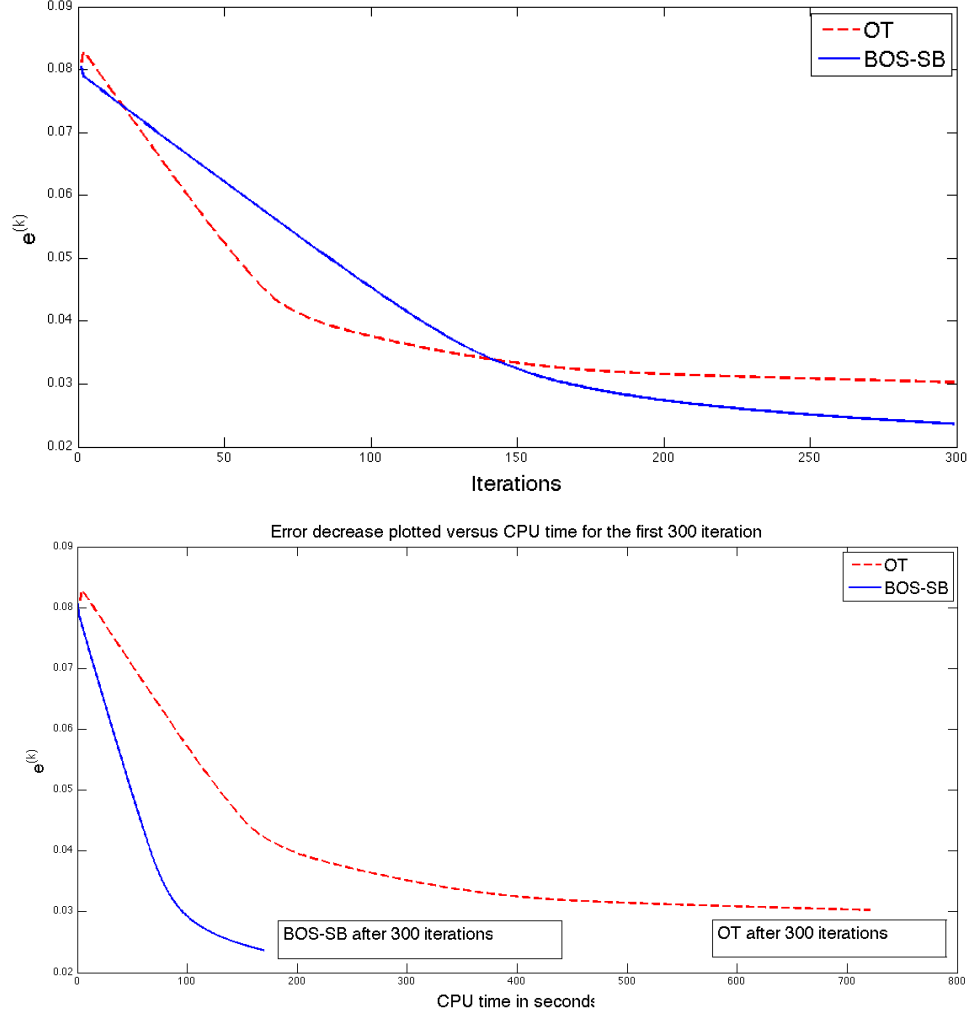 0.09
0.08
0.07
0.06
0.05
0.04
0.03
0.02
e(k)
OT
BOS-SB
0 50 100 150 200 250 300
Iterations
Error decrease plotted versus CPU time for the first 300 iteration
0.09
0.08
0.07
0.06
0.05
0.04
0.03
0.02
e(k)
OT
BOS-SB
BOS-SB after 300 iterations
OT after 300 iterations
0 100 200 300 400 500 600 700 800
CPU time in seconds